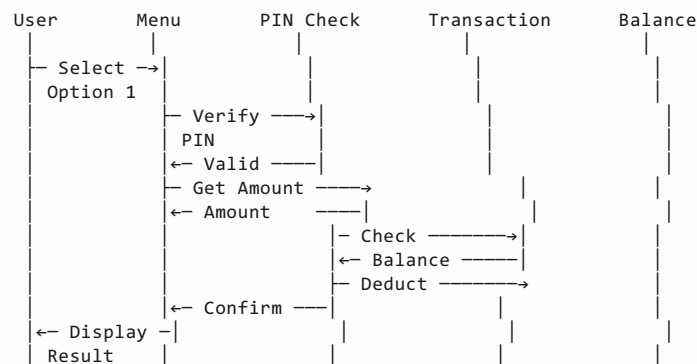 User Menu PIN Check Transaction Balance
Select
Option 1
Verify
PIN
Valid
Get Amount
Amount
Check
Balance
Deduct
Confirm
Display
Result